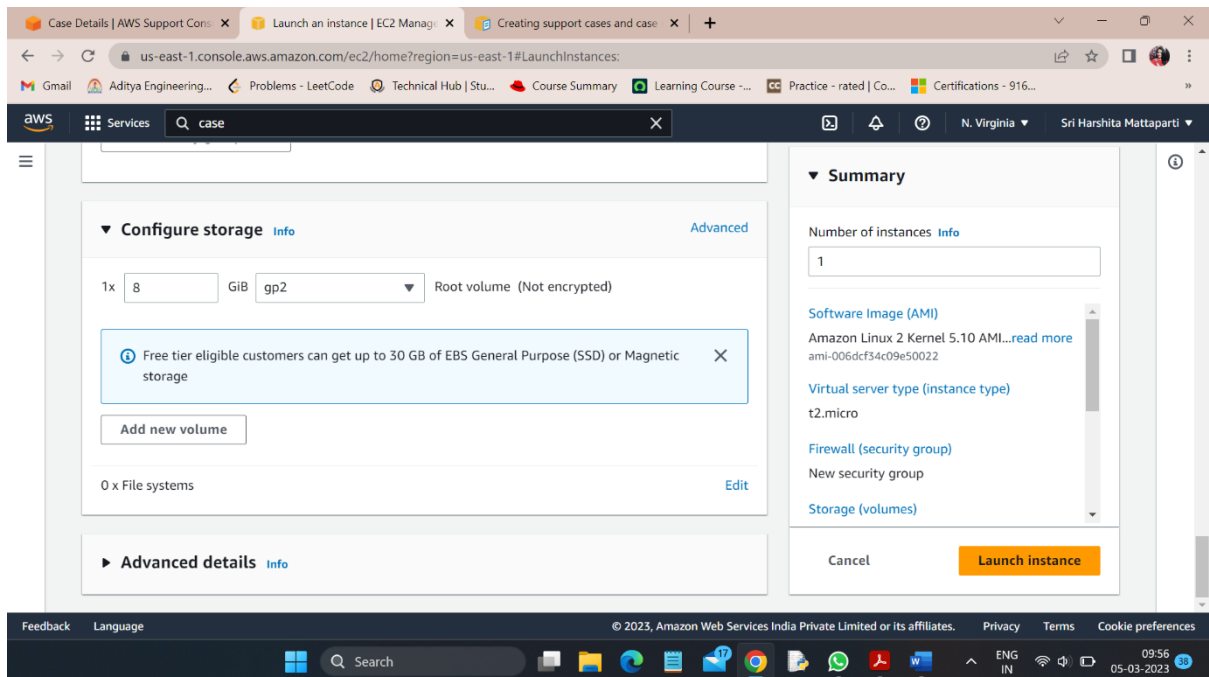 Case Details | AWS Support Cons
Launch an instance | EC2 Manage
Creating support cases and case
us-east-1.console.aws.amazon.com/ec2/home?region=us-east-1#LaunchInstances:
Gmail
Aditya Engineering...
Problems - LeetCode
Technical Hub | Stu...
Course Summary
Learning Course -...
Practice - rated | Co...
Certifications - 916...
»
aws
Services
case
N. Virginia ▼
Sri Harshita Mattaparti ▼
▼ Configure storage Info
Advanced
1x 8 GiB gp2 Root volume (Not encrypted)
Free tier eligible customers can get up to 30 GB of EBS General Purpose (SSD) or Magnetic
storage
Add new volume
0 x File systems
Edit
▶ Advanced details Info
▼ Summary
Number of instances Info
1
Software Image (AMI)
Amazon Linux 2 Kernel 5.10 AMI...read more
ami-006dcf34c09e50022
Virtual server type (instance type)
t2.micro
Firewall (security group)
New security group
Storage (volumes)
Cancel
Launch instance
Feedback
Language
© 2023, Amazon Web Services India Private Limited or its affiliates.
Privacy
Terms
Cookie preferences
Search
17
ENG
IN
09:56
05-03-2023
38